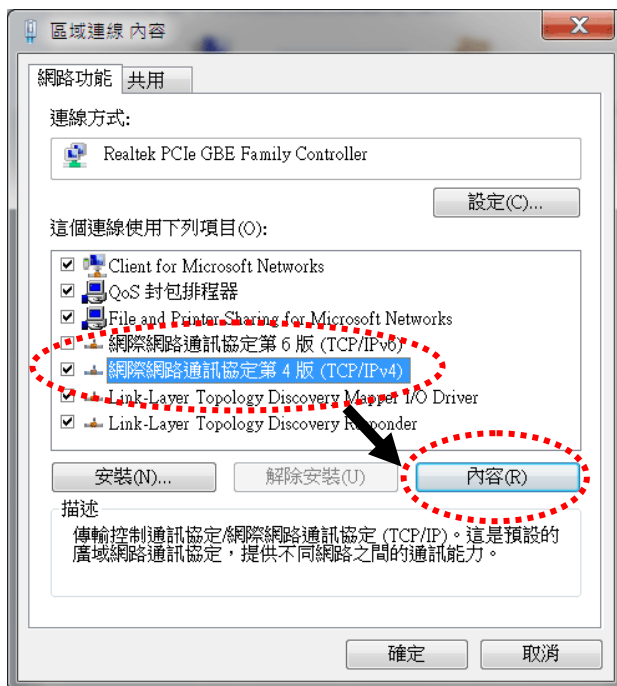 區域連線 內容
網路功能 共用
連線方式:
Realtek PCIe GBE Family Controller
設定(C)...
這個連線使用下列項目(O):
Client for Microsoft Networks
QoS 封包排程器
File and Printer Sharing for Microsoft Networks
網際網路通訊協定第 6 版 (TCP/IPv6)
網際網路通訊協定第 4 版 (TCP/IPv4)
Link-Layer Topology Discovery Mapper I/O Driver
Link-Layer Topology Discovery Responder
安裝(N)... 解除安裝(U) 內容(R)
描述
傳輸控制通訊協定/網際網路通訊協定 (TCP/IP)。這是預設的
廣域網路通訊協定，提供不同網路之間的通訊能力。
確定 取消